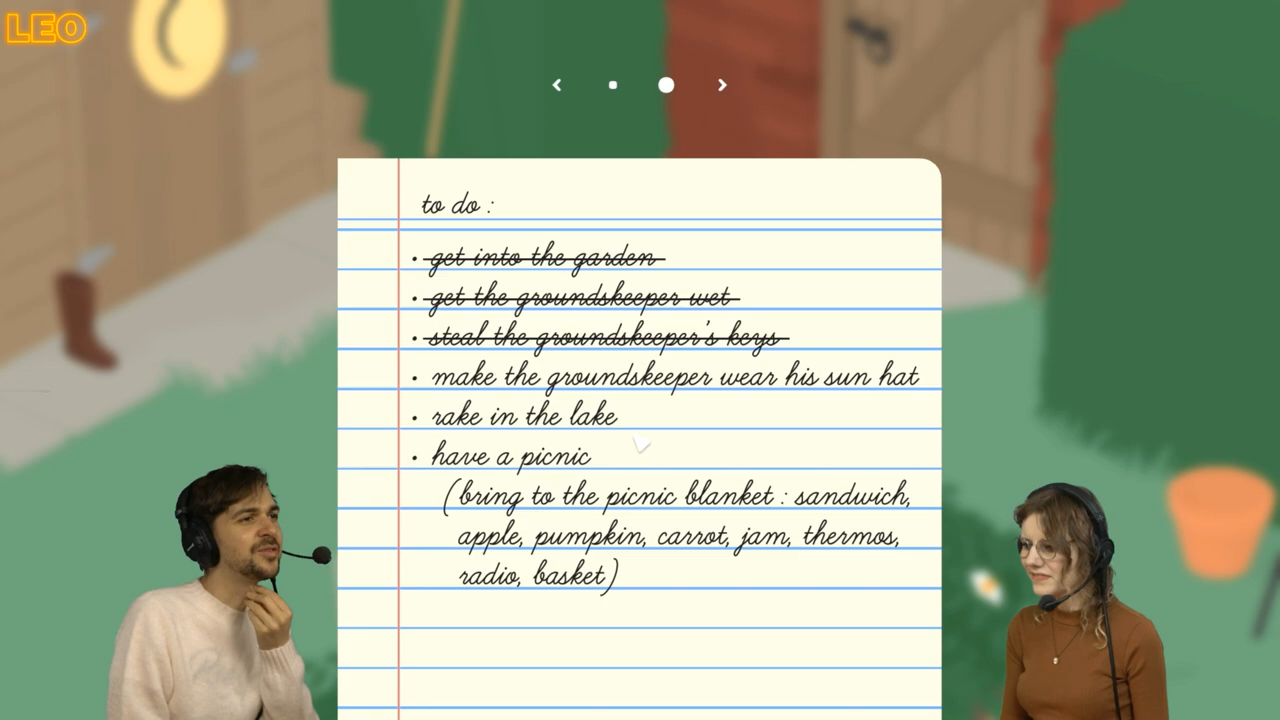 LEO
to do :
• get into the garden
• get the groundskeeper wet
• steal the groundskeeper's keys
• make the groundskeeper wear his sun hat
• rake in the lake
• have a picnic
(bring to the picnic blanket : sandwich,
apple, pumpkin, carrot, jam, thermos,
radio, basket)